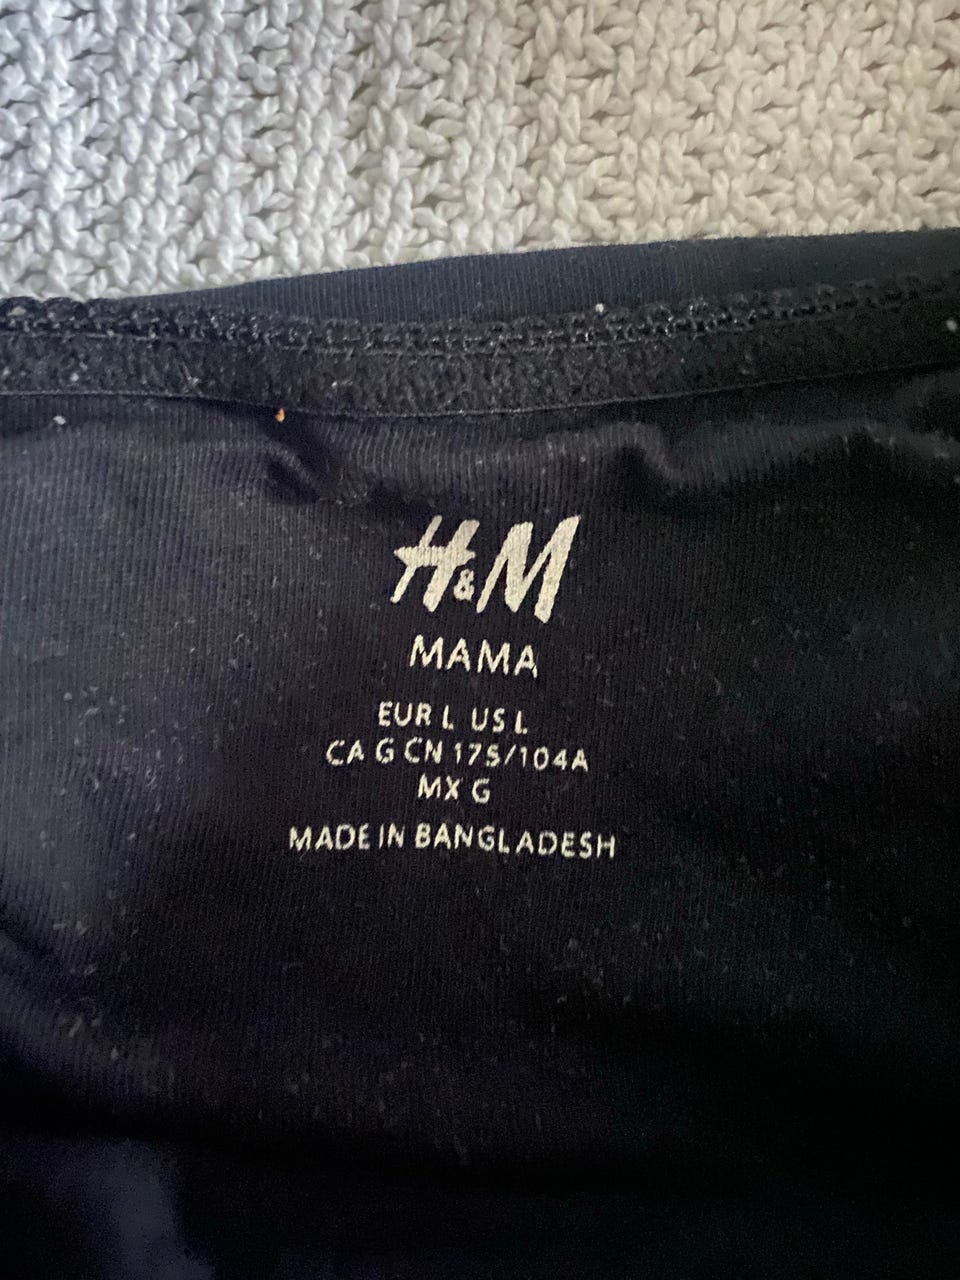 H&M
MAMA
EUR L US L
CA G CN 175/104A
MX G
MADE IN BANGLADESH